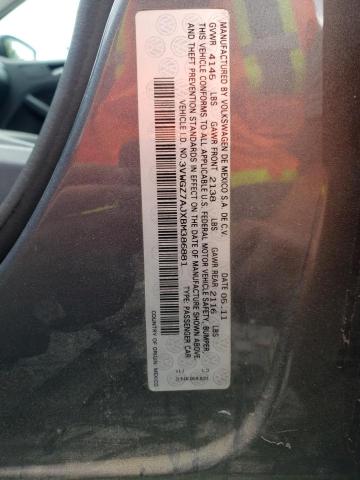 MANUFACTURED BY VOLKSWAGEN DE MEXICO S.A. DE C.V. DATE 05.11
GVWR 4145 LBS GAWR FRONT 2138 LBS GAWR REAR 2116 LBS
THIS VEHICLE CONFORMS TO ALL APPLICABLE U.S. FEDERAL MOTOR VEHICLE SAFETY, BUMPER,
AND THEFT PREVENTION STANDARDS IN EFFECT ON THE DATE OF MANUFACTURE SHOWN ABOVE.
NO.3VWGZ7AJXBM386881 TYPE: PASSENGER CAR
COUNTRY OF ORIGIN: MEXICO